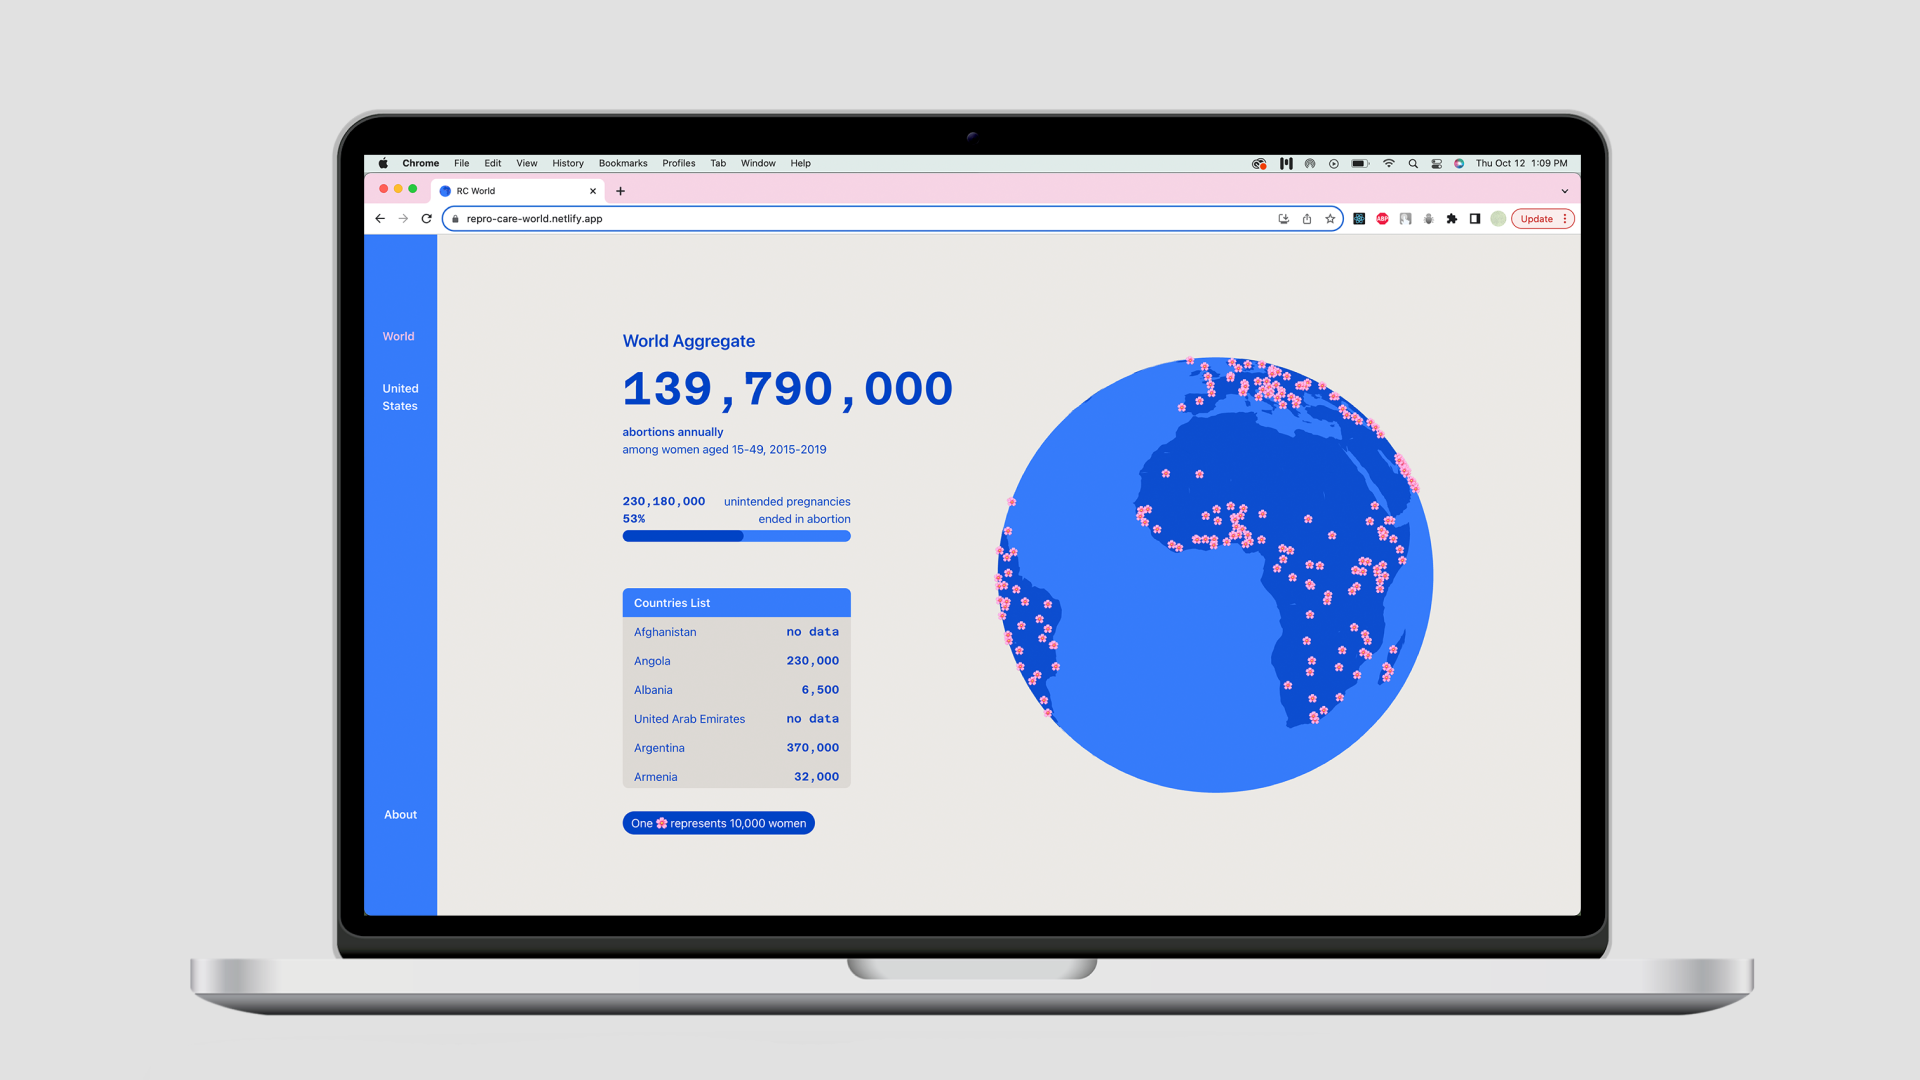 Chrome File Edit View History Bookmarks Profiles Tab Window Help Thu Oct 12 1:09 PM
RC World
repro-care-world.netlify.app ABP Update
World
United
States
About
World Aggregate
139,790,000
abortions annually
among women aged 15-49, 2015-2019
230,180,000 unintended pregnancies
53% ended in abortion
Countries List
Afghanistan no data
Angola 230,000
Albania 6,500
United Arab Emirates no data
Argentina 370,000
Armenia 32,000
One 🌸 represents 10,000 women